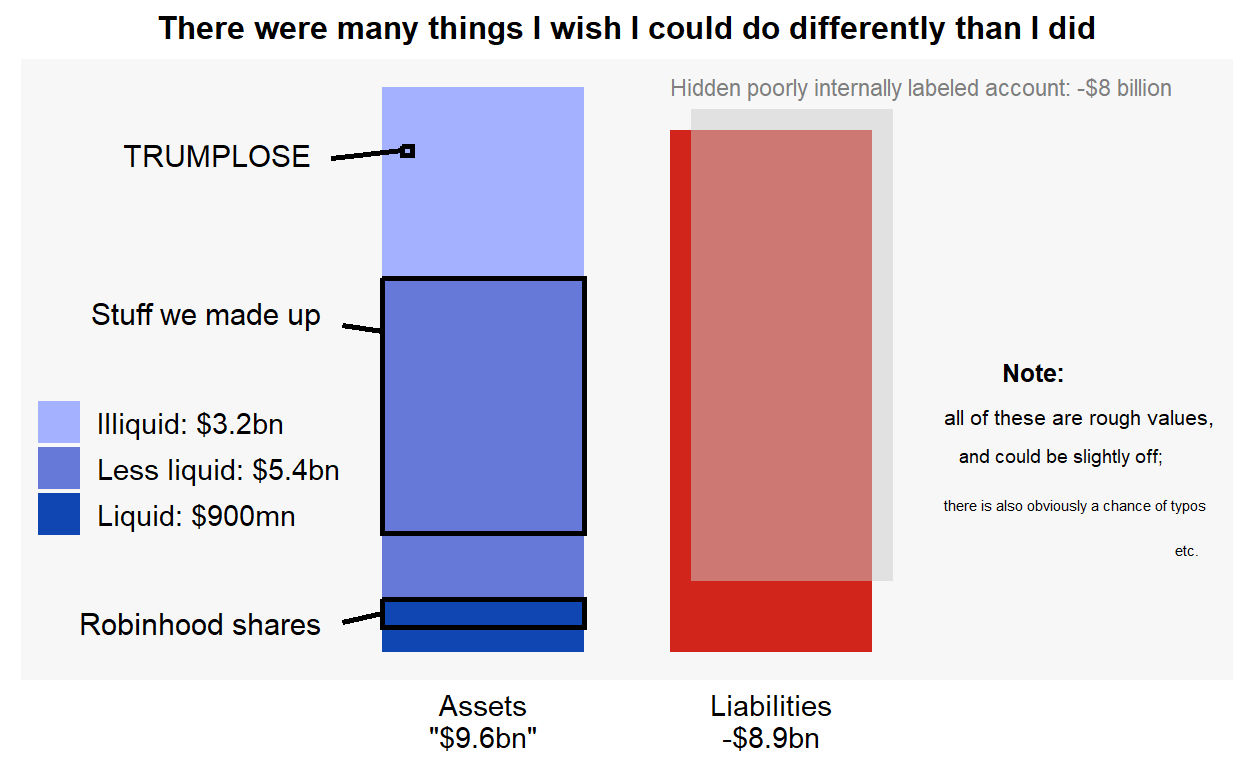 There were many things I wish I could do differently than I did
Hidden poorly internally labeled account: -$8 billion
TRUMPLOSE
Stuff we made up
Illiquid: $3.2bn
Less liquid: $5.4bn
Liquid: $900mn
Robinhood shares
Note:
all of these are rough values,
and could be slightly off;
there is also obviously a chance of typos
etc.
Assets
"$9.6bn"
Liabilities
-$8.9bn